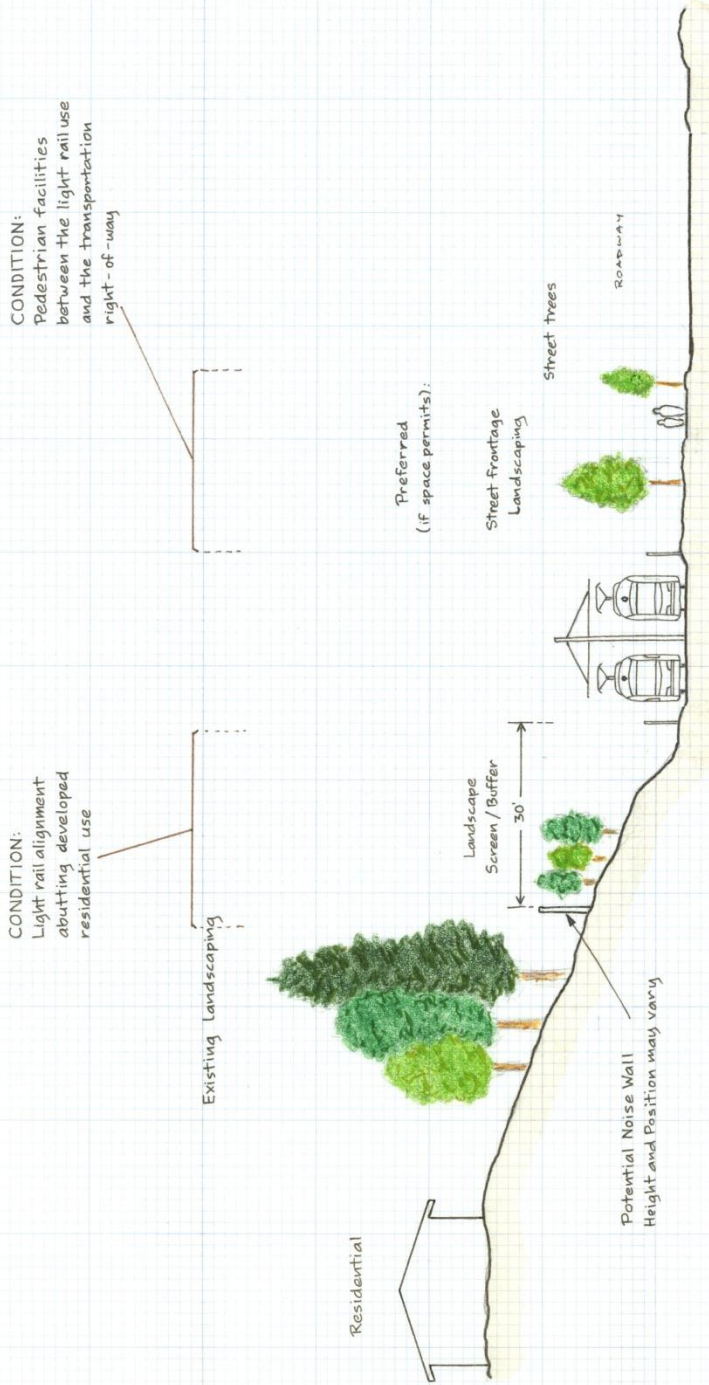 CONDITION:
Light rail alignment
abutting developed
residential use
CONDITION:
Pedestrian facilities
between the light rail use
and the transportation
right-of-way
Existing Landscaping
Residential
Landscape
Screen / Buffer
30'
Preferred
(if space permits):
Street frontage
Landscaping
Street trees
ROADWAY
Potential Noise Wall
Height and Position may vary